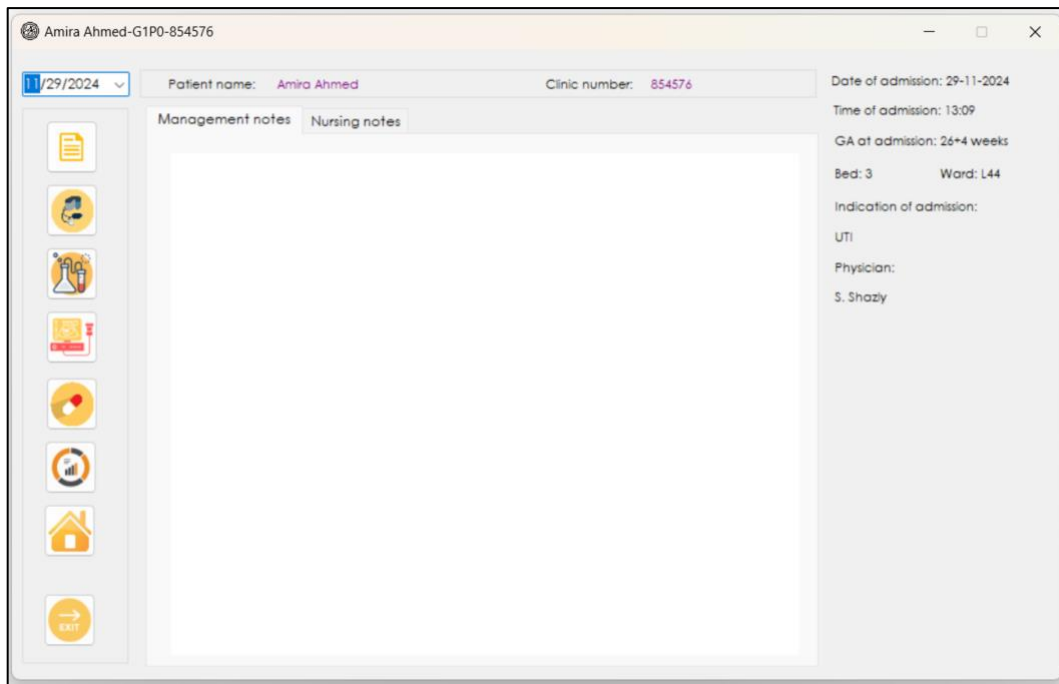 Amira Ahmed-G1P0-854576
11/29/2024
Patient name: Amira Ahmed Clinic number: 854576
Management notes Nursing notes
Date of admission: 29-11-2024
Time of admission: 13:09
GA at admission: 26+4 weeks
Bed: 3 Ward: L44
Indication of admission:
UTI
Physician:
S. Shazly
EXIT